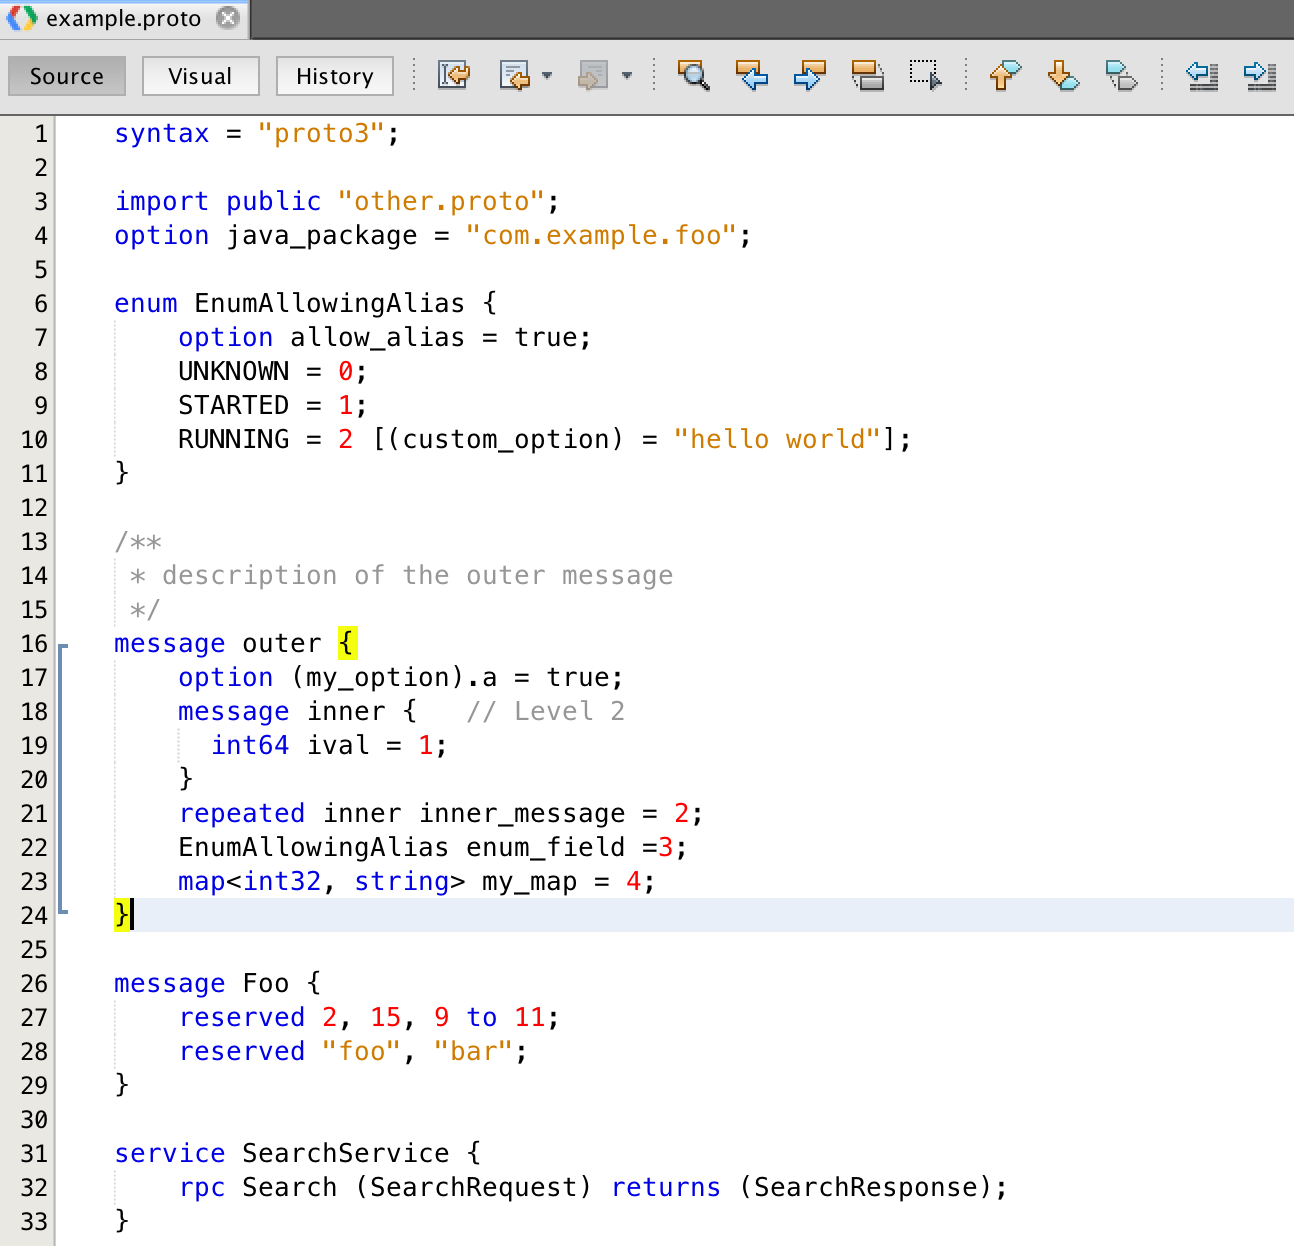 example.proto
Source Visual History
1 syntax = "proto3";
2
3 import public "other.proto";
4 option java_package = "com.example.foo";
5
6 enum EnumAllowingAlias {
7     option allow_alias = true;
8     UNKNOWN = 0;
9     STARTED = 1;
10     RUNNING = 2 [(custom_option) = "hello world"];
11 }
12
13 /**
14  * description of the outer message
15  */
16 message outer {
17     option (my_option).a = true;
18     message inner {   // Level 2
19       int64 ival = 1;
20     }
21     repeated inner inner_message = 2;
22     EnumAllowingAlias enum_field =3;
23     map<int32, string> my_map = 4;
24 }
25
26 message Foo {
27     reserved 2, 15, 9 to 11;
28     reserved "foo", "bar";
29 }
30
31 service SearchService {
32     rpc Search (SearchRequest) returns (SearchResponse);
33 }